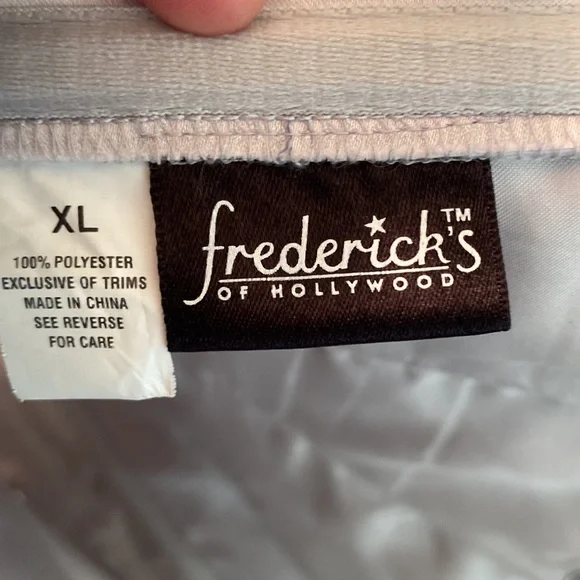 XL
100% POLYESTER
EXCLUSIVE OF TRIMS
MADE IN CHINA
SEE REVERSE
FOR CARE
frederick's™
OF HOLLYWOOD